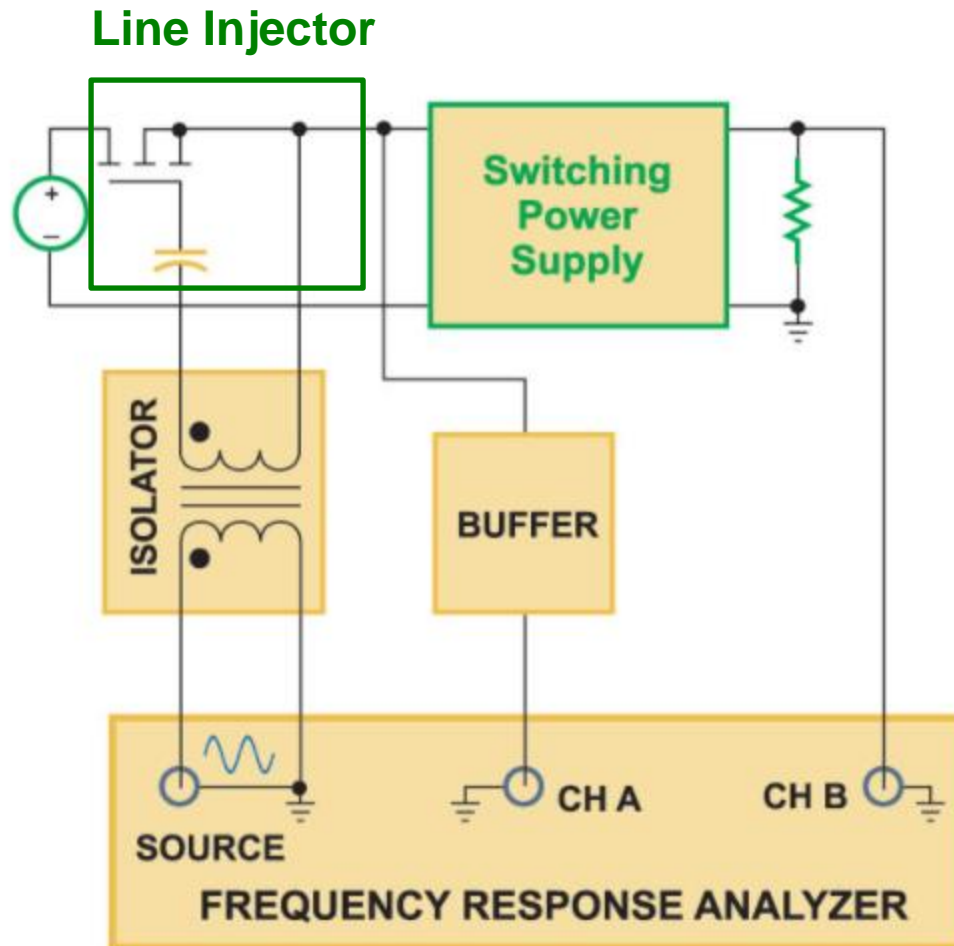 Line Injector
Switching
Power
Supply
+
−
ISOLATOR
BUFFER
CH A
CH B
SOURCE
FREQUENCY RESPONSE ANALYZER